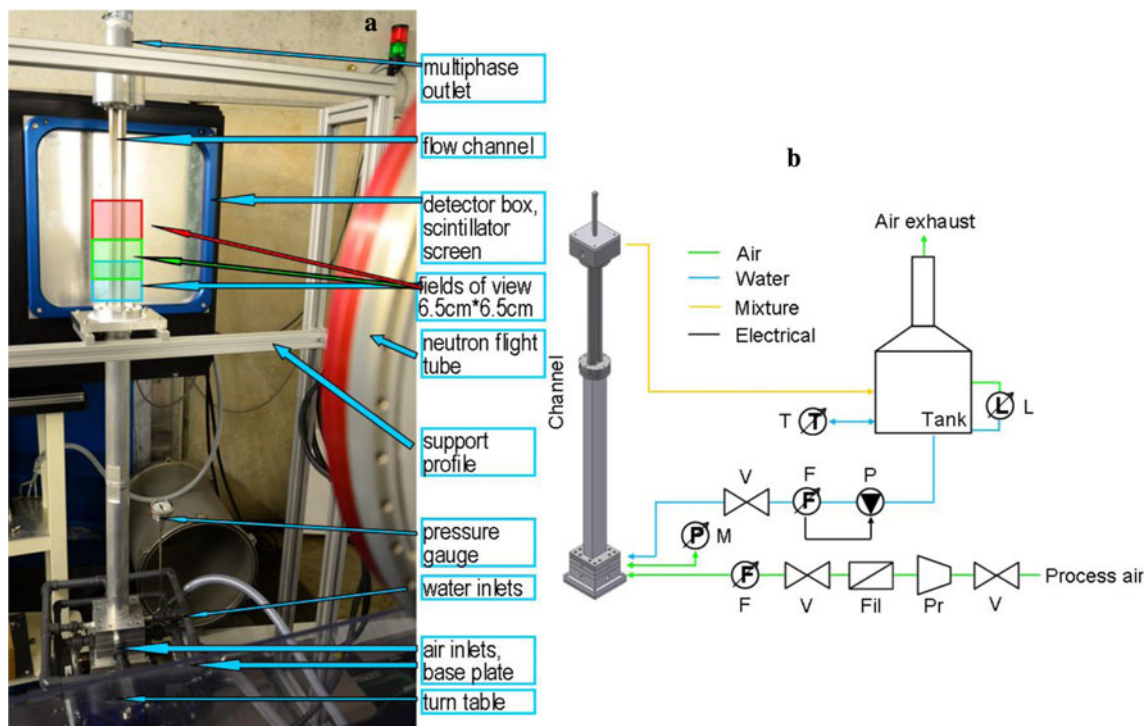 a
multiphase
outlet
flow channel
detector box,
scintillator
screen
fields of view
6.5cm*6.5cm
neutron flight
tube
support
profile
pressure
gauge
water inlets
air inlets,
base plate
turn table
b
Air exhaust
Air
Water
Mixture
Electrical
Channel
Tank
L
L
T
T
V
F
F
P
P
M
Process air
F
F
V
Fil
Pr
V